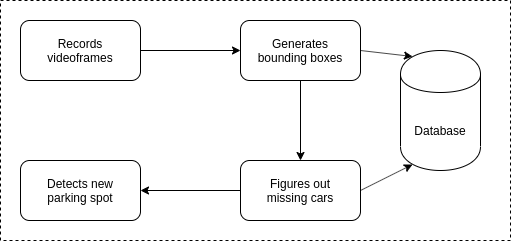 Records
videoframes
Generates
bounding boxes
Database
Detects new
parking spot
Figures out
missing cars